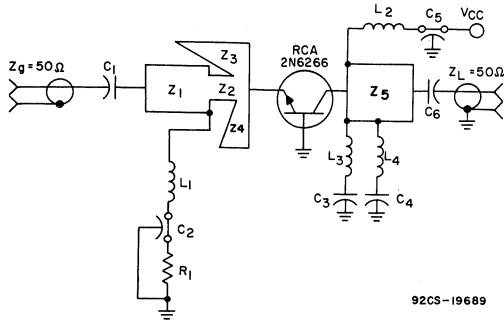 L2
C5
VCC
Zg = 50Ω
C1
Z3
RCA
2N6266
ZL = 50Ω
Z1
Z2
Z5
C6
Z4
L3
L4
L1
C3
C4
C2
R1
92CS-19689